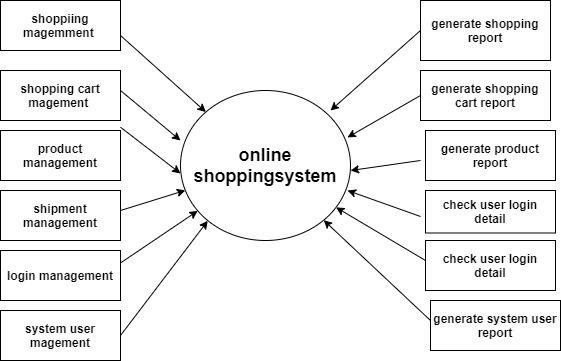 shoppiing
magemment
shopping cart
magement
product
management
shipment
management
login management
system user
magement
online
shoppingsystem
generate shopping
report
generate shopping
cart report
generate product
report
check user login
detail
check user login
detail
generate system user
report